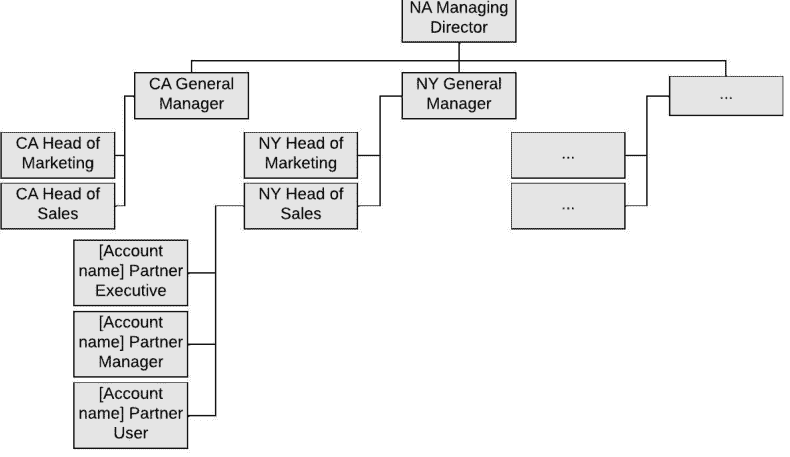 NA Managing
Director
CA General
Manager
NY General
Manager
...
CA Head of
Marketing
NY Head of
Marketing
...
CA Head of
Sales
NY Head of
Sales
...
[Account
name] Partner
Executive
[Account
name] Partner
Manager
[Account
name] Partner
User